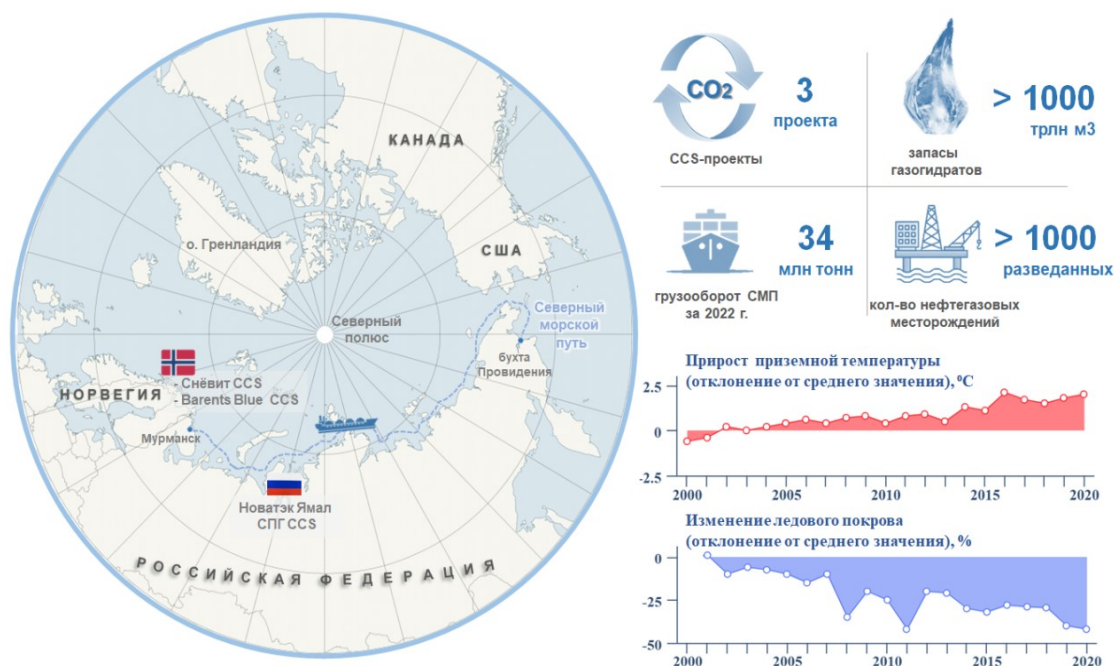 КАНАДА
США
о. Гренландия
Северный
полюс
Северный
морской
путь
бухта
Провидения
НОРВЕГИЯ
- Снёвит CCS
- Barents Blue CCS
Мурманск
Новатэк Ямал
СПГ CCS
РОССИЙСКАЯ ФЕДЕРАЦИЯ
CO2
3
проекта
CCS-проекты
> 1000
трлн м3
запасы
газогидратов
34
млн тонн
грузооборот СМП
за 2022 г.
> 1000
разведанных
кол-во нефтегазовых
месторождений
Прирост приземной температуры
(отклонение от среднего значения), ⁰C
2.5
0
-2.5
2000 2005 2010 2015 2020
Изменение ледового покрова
(отклонение от среднего значения), %
0
-25
-50
2000 2005 2010 2015 2020